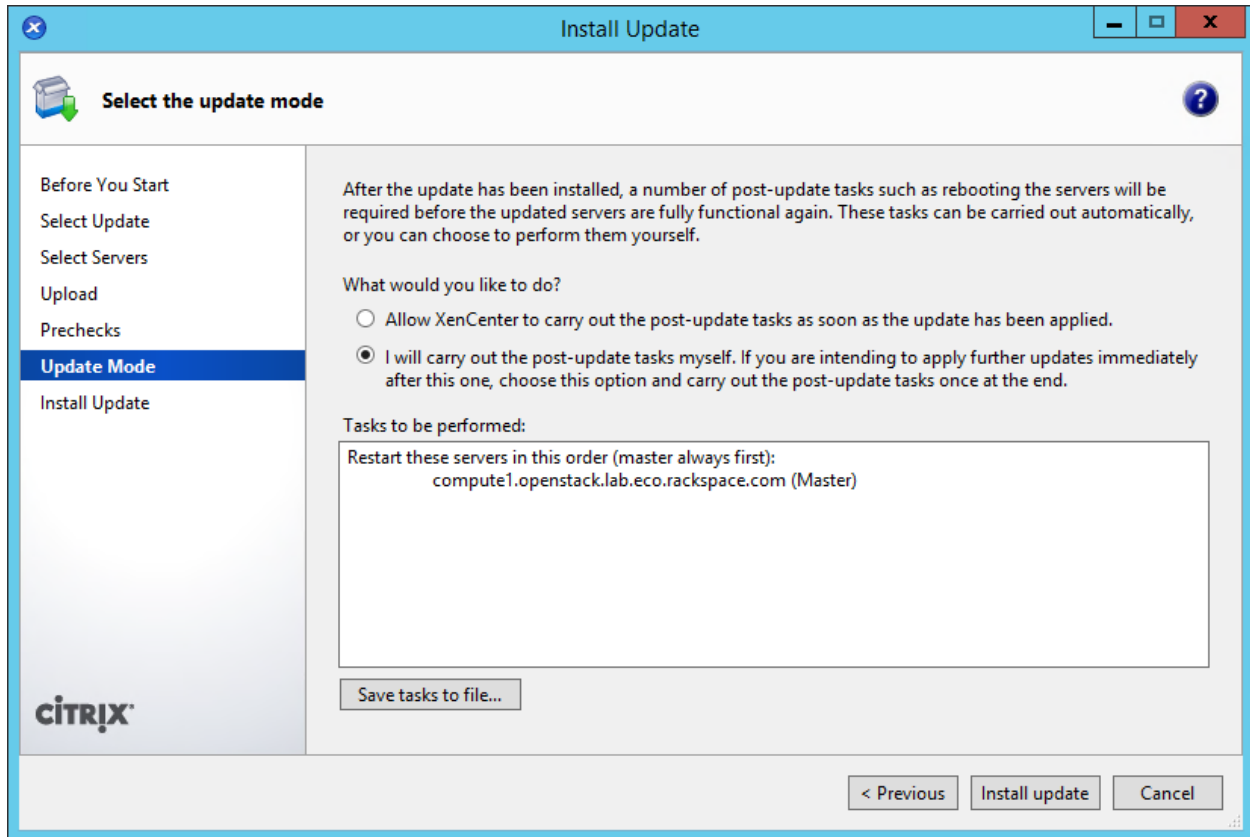 Install Update
Select the update mode
?
Before You Start
Select Update
Select Servers
Upload
Prechecks
Update Mode
Install Update
After the update has been installed, a number of post-update tasks such as rebooting the servers will be
required before the updated servers are fully functional again. These tasks can be carried out automatically,
or you can choose to perform them yourself.
What would you like to do?
Allow XenCenter to carry out the post-update tasks as soon as the update has been applied.
I will carry out the post-update tasks myself. If you are intending to apply further updates immediately
after this one, choose this option and carry out the post-update tasks once at the end.
Tasks to be performed:
Restart these servers in this order (master always first):
compute1.openstack.lab.eco.rackspace.com (Master)
Save tasks to file...
CİTRIX
< Previous
Install update
Cancel